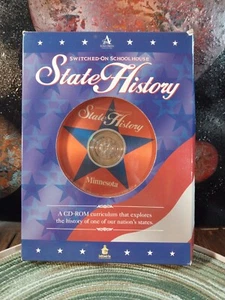 SWITCHED-ON SCHOOLHOUSE
State History
State History
Minnesota
A CD-ROM curriculum that explores
the history of one of our nation's states.